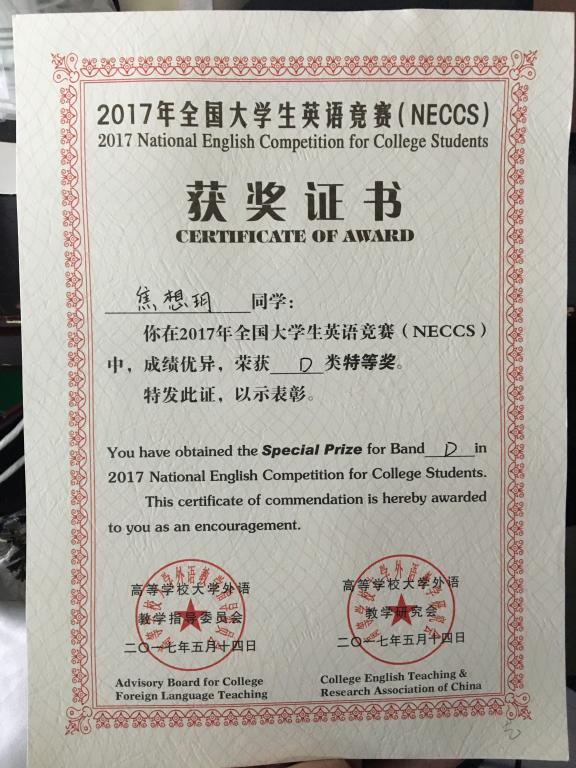 2017年全国大学生英语竞赛(NECCS)
2017 National English Competition for College Students
获奖证书
CERTIFICATE OF AWARD
焦想玥 同学:
你在2017年全国大学生英语竞赛(NECCS)
中,成绩优异,荣获 D 类特等奖。
特发此证,以示表彰。
You have obtained the Special Prize for Band D in
2017 National English Competition for College Students.
This certificate of commendation is hereby awarded
to you as an encouragement.
高等学校大学外语
教学指导委员会
二〇一七年五月十四日
Advisory Board for College
Foreign Language Teaching
高等学校大学外语
教学研究会
二〇一七年五月十四日
College English Teaching &
Research Association of China